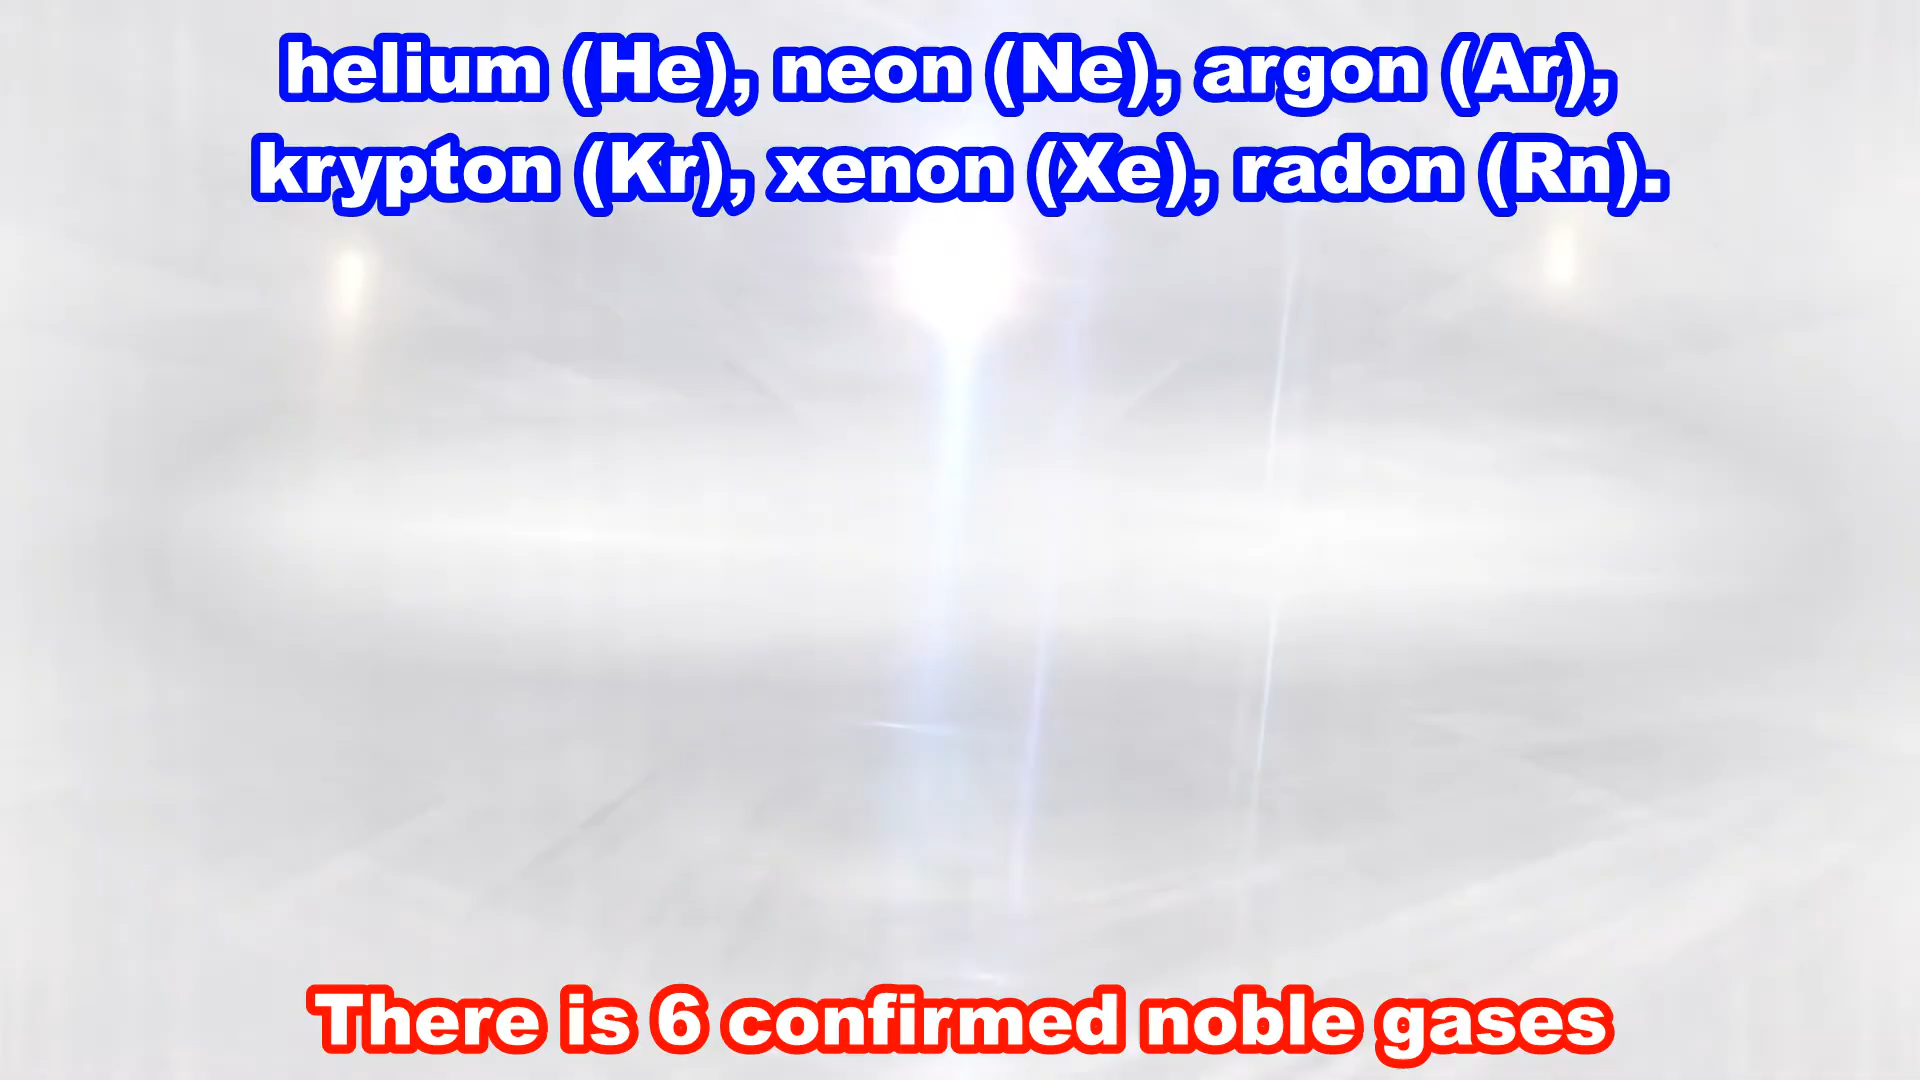 helium (He), neon (Ne), argon (Ar),
krypton (Kr), xenon (Xe), radon (Rn).
There is 6 confirmed noble gases